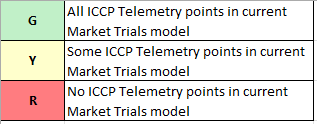 G
All ICCP Telemetry points in current
Market Trials model
Y
Some ICCP Telemetry points in current
Market Trials model
R
No ICCP Telemetry points in current
Market Trials model